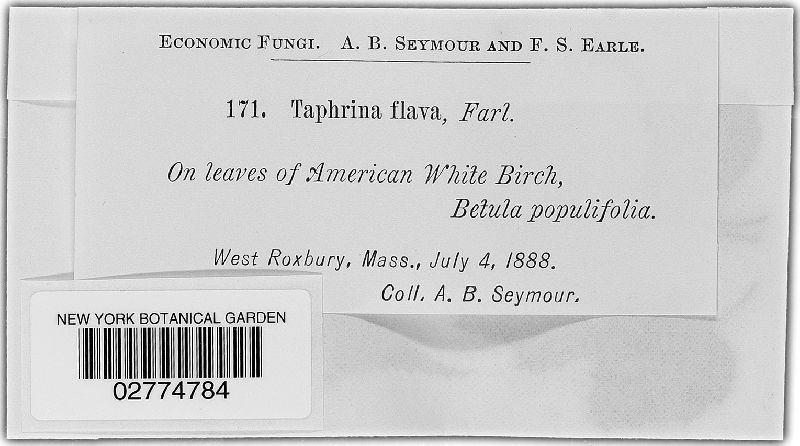 Economic Fungi. A. B. Seymour and F. S. Earle.
171. Taphrina flava, Farl.
On leaves of American White Birch,
Betula populifolia.
West Roxbury, Mass., July 4, 1888.
Coll. A. B. Seymour.
NEW YORK BOTANICAL GARDEN
02774784